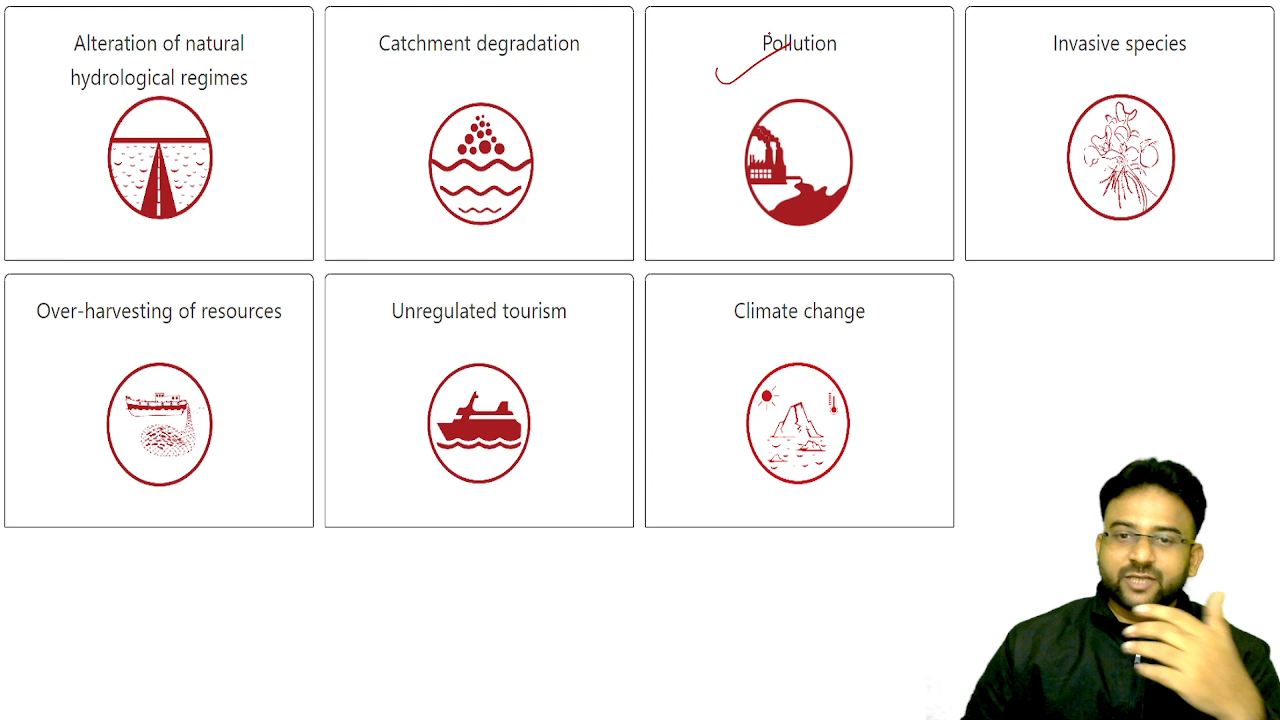 Alteration of natural
hydrological regimes
Catchment degradation
Pollution
Invasive species
Over-harvesting of resources
Unregulated tourism
Climate change